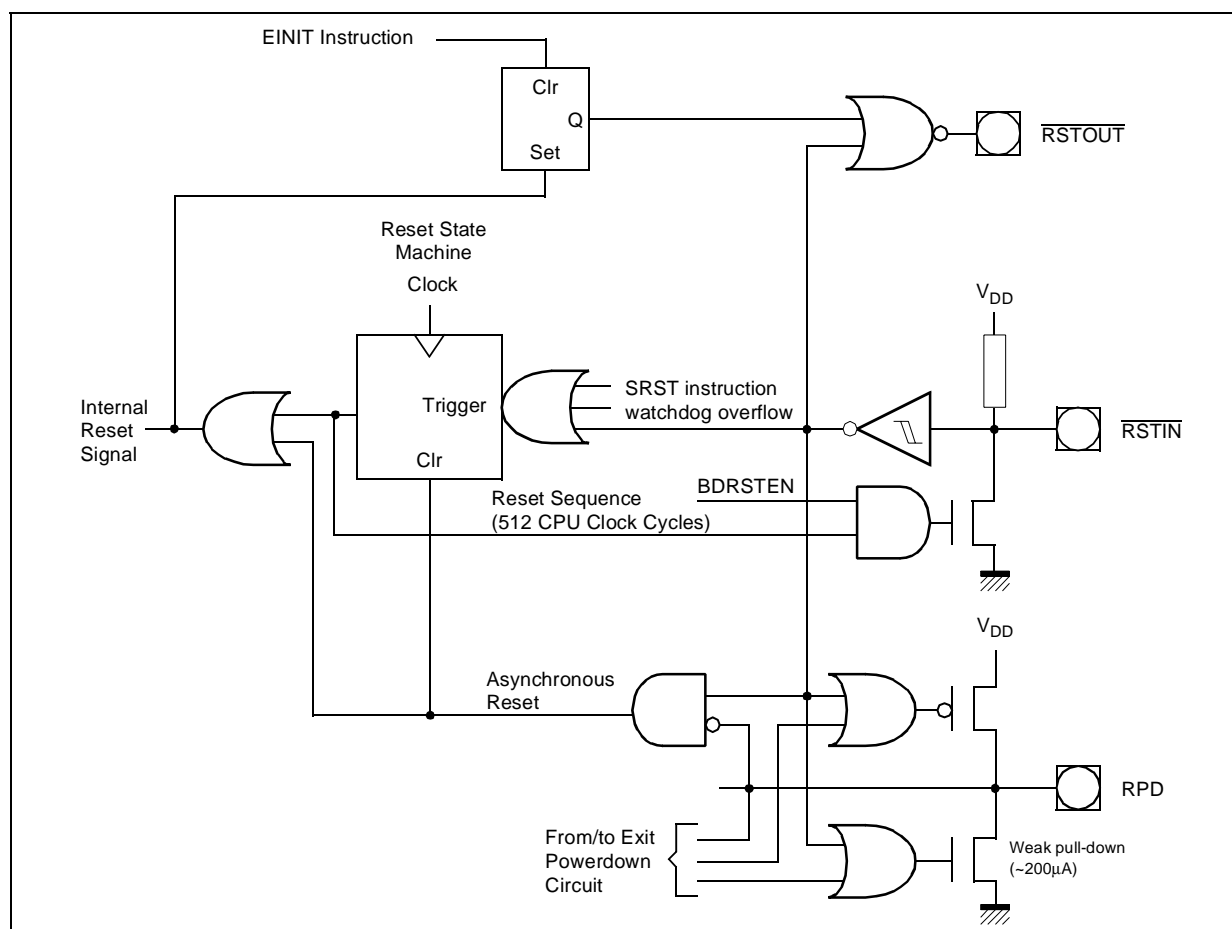 EINIT Instruction
Clr
Q
Set
RSTOUT
Reset State
Machine
Clock
VDD
Trigger
SRST instruction
watchdog overflow
Internal
Reset
Signal
RSTIN
Clr
BDRSTEN
Reset Sequence
(512 CPU Clock Cycles)
VDD
Asynchronous
Reset
RPD
From/to Exit
Powerdown
Circuit
Weak pull-down
(~200µA)